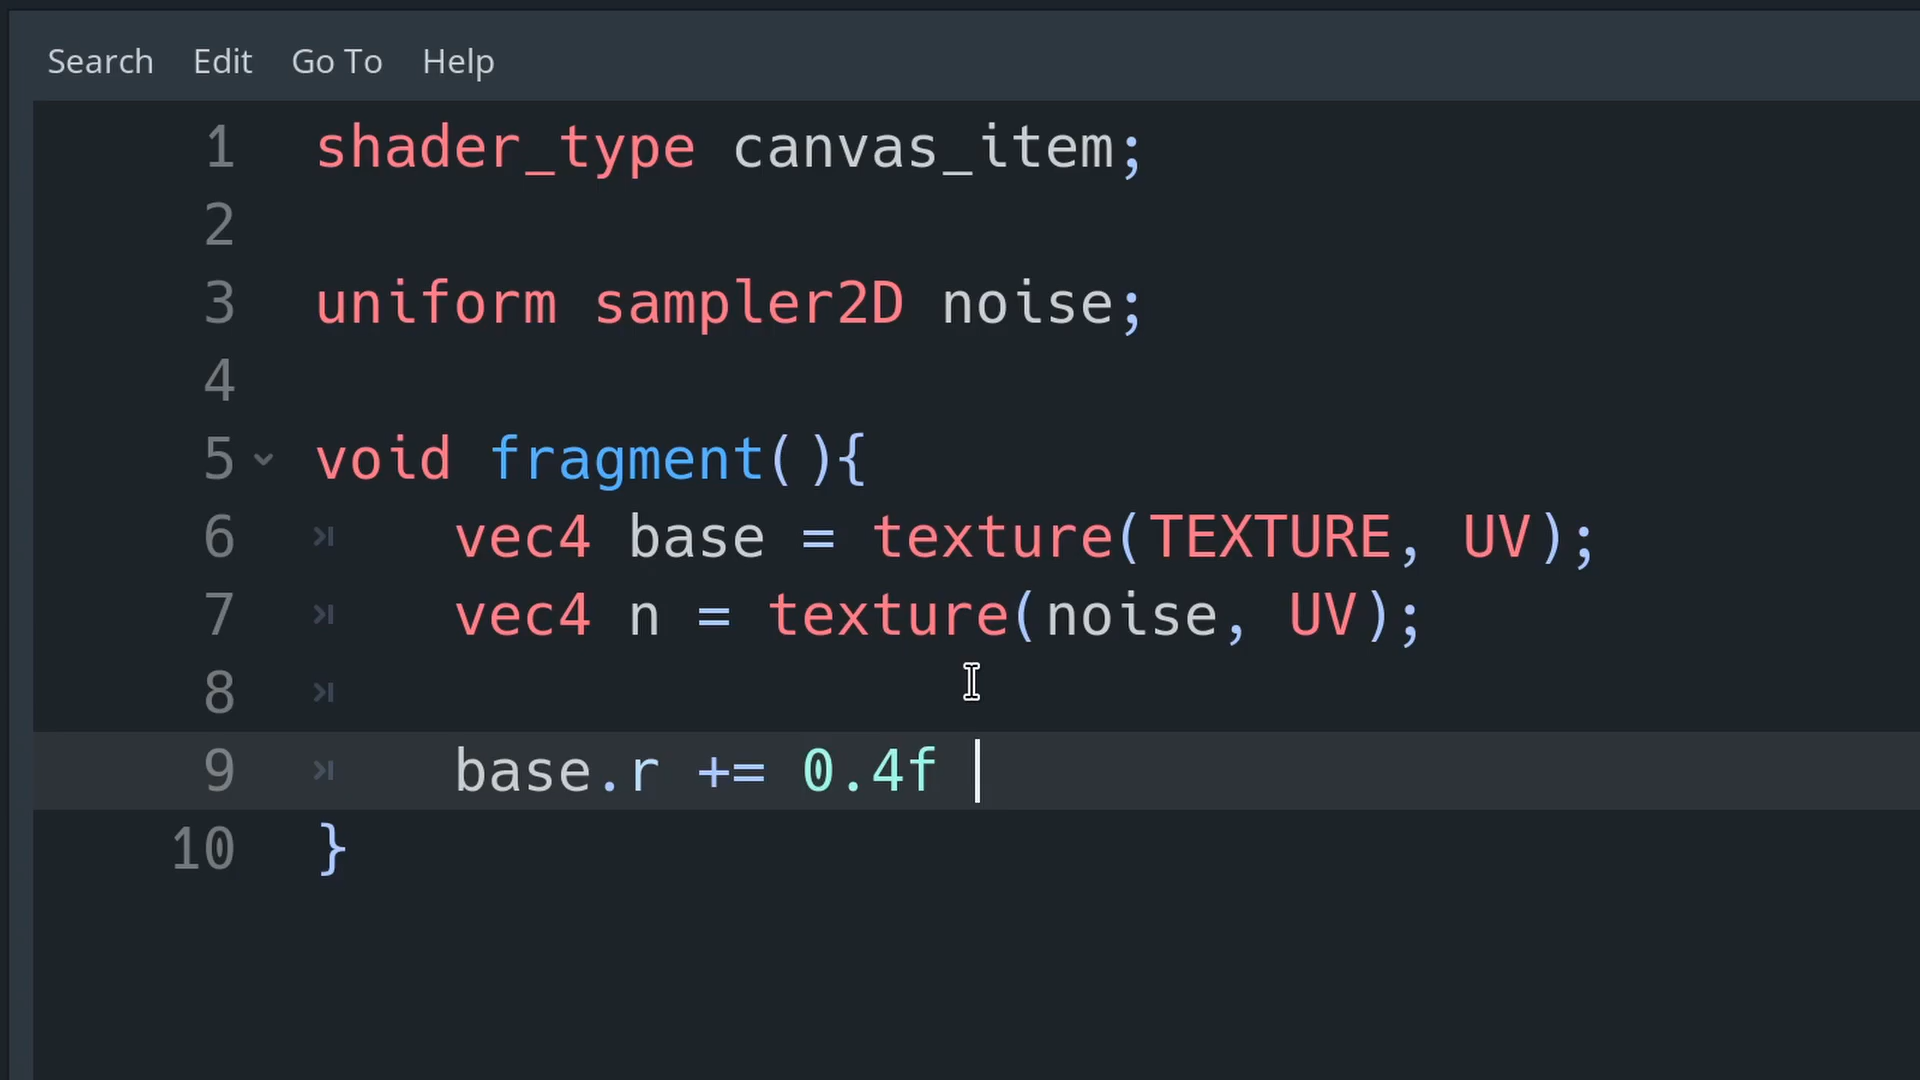 Search Edit Go To Help
1 shader_type canvas_item;
2
3 uniform sampler2D noise;
4
5 void fragment(){
6 vec4 base = texture(TEXTURE, UV);
7 vec4 n = texture(noise, UV);
8
9 base.r += 0.4f
10 }